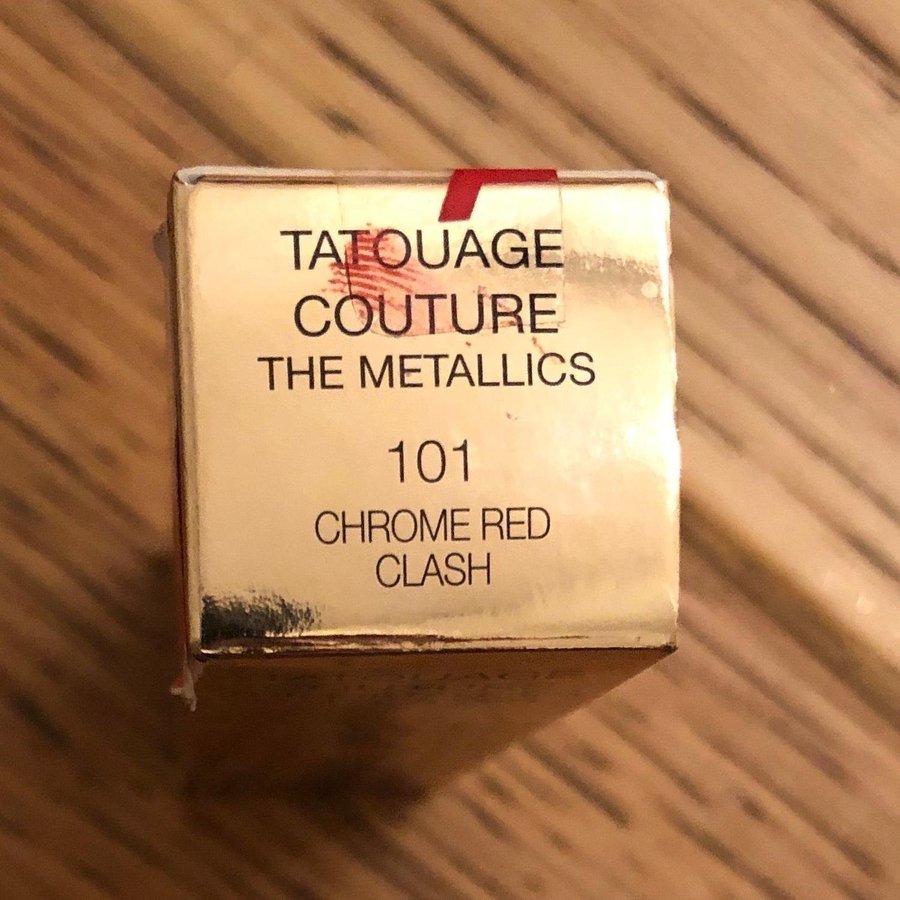 TATOUAGE
COUTURE
THE METALLICS
101
CHROME RED
CLASH